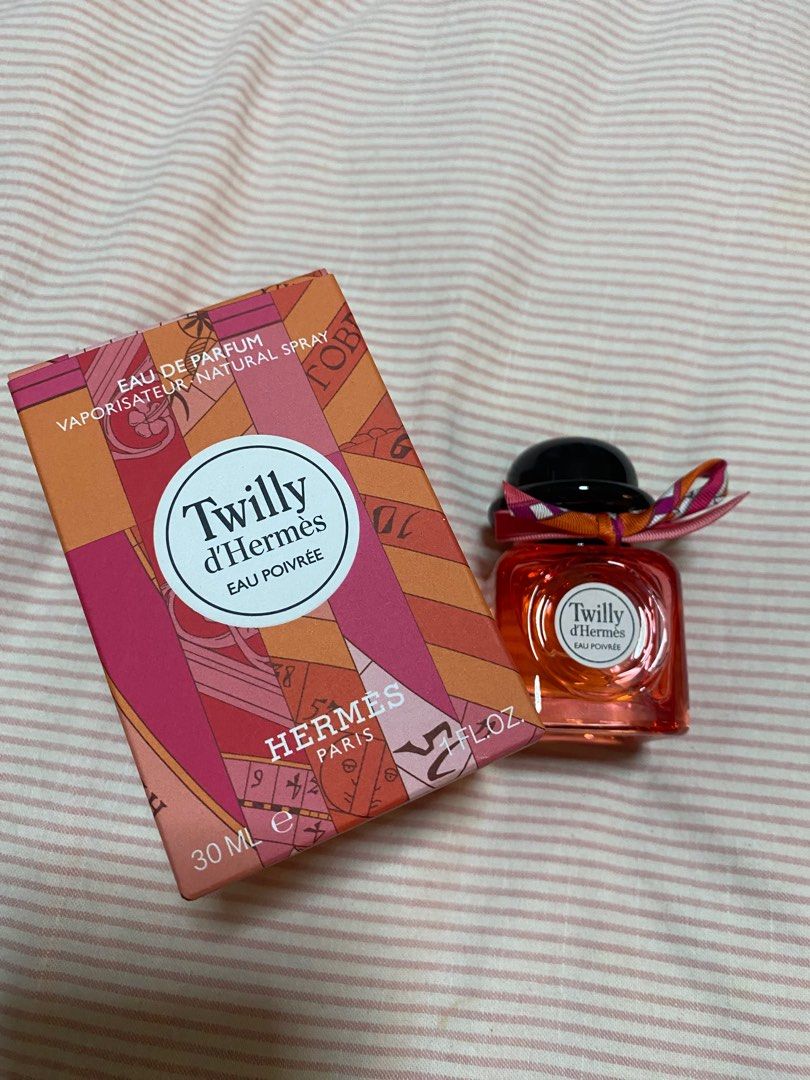 EAU DE PARFUM
VAPORISATEUR · NATURAL SPRAY
Twilly
d'Hermès
EAU POIVRÉE
HERMÈS
PARIS
30 ML e
1 FL.OZ.
Twilly
d'Hermès
EAU POIVRÉE